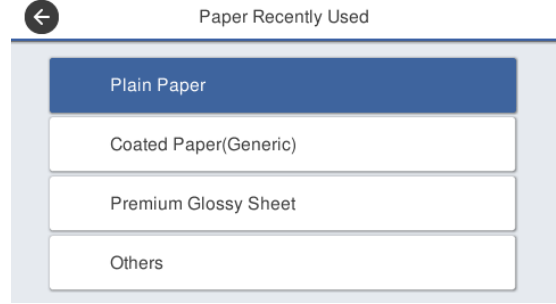 Paper Recently Used
Plain Paper
Coated Paper(Generic)
Premium Glossy Sheet
Others